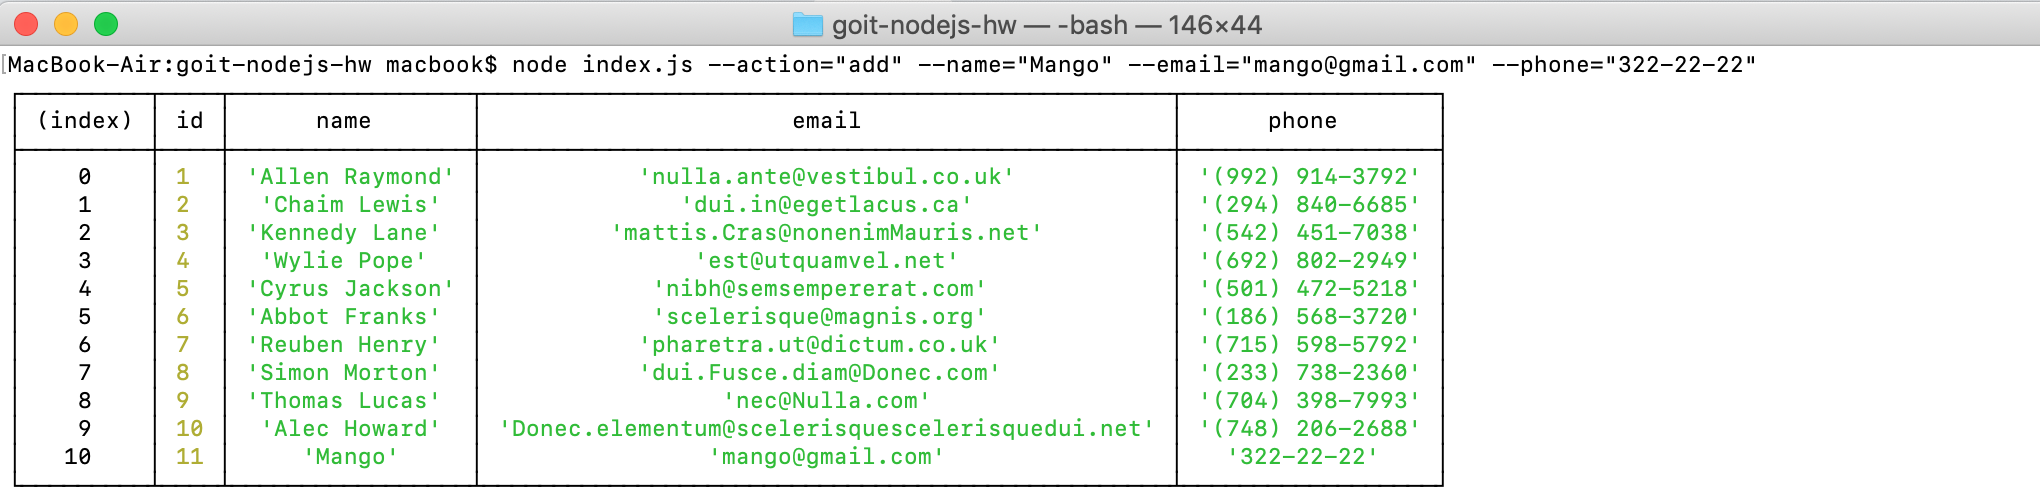 goit-nodejs-hw — -bash — 146×44
MacBook-Air:goit-nodejs-hw macbook$ node index.js --action="add" --name="Mango" --email="mango@gmail.com" --phone="322-22-22"
(index) id name email phone
0 1 'Allen Raymond' 'nulla.ante@vestibul.co.uk' '(992) 914-3792'
1 2 'Chaim Lewis' 'dui.in@egetlacus.ca' '(294) 840-6685'
2 3 'Kennedy Lane' 'mattis.Cras@nonenimMauris.net' '(542) 451-7038'
3 4 'Wylie Pope' 'est@utquamvel.net' '(692) 802-2949'
4 5 'Cyrus Jackson' 'nibh@semsempererat.com' '(501) 472-5218'
5 6 'Abbot Franks' 'scelerisque@magnis.org' '(186) 568-3720'
6 7 'Reuben Henry' 'pharetra.ut@dictum.co.uk' '(715) 598-5792'
7 8 'Simon Morton' 'dui.Fusce.diam@Donec.com' '(233) 738-2360'
8 9 'Thomas Lucas' 'nec@Nulla.com' '(704) 398-7993'
9 10 'Alec Howard' 'Donec.elementum@scelerisquescelerisquedui.net' '(748) 206-2688'
10 11 'Mango' 'mango@gmail.com' '322-22-22'